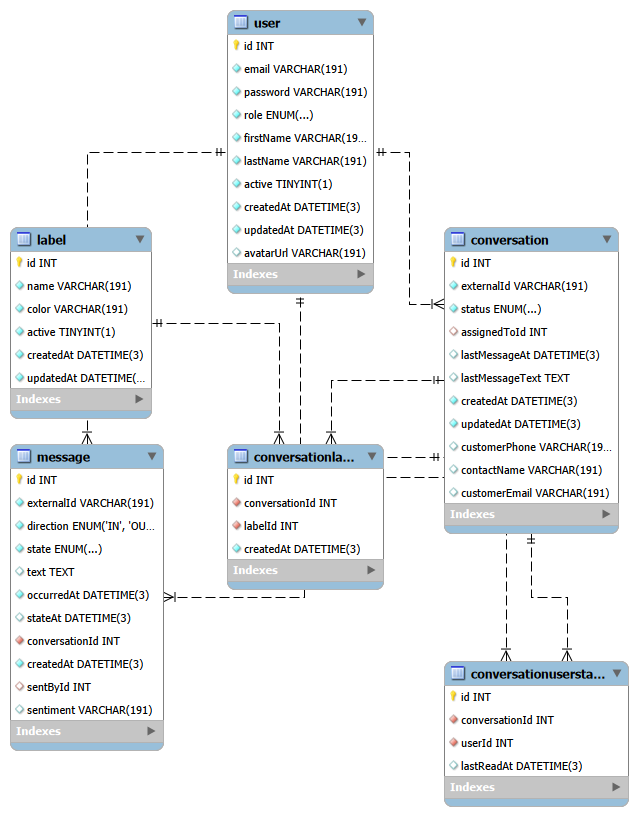 user
id INT
email VARCHAR(191)
password VARCHAR(191)
role ENUM(...)
firstName VARCHAR(19...
lastName VARCHAR(191)
active TINYINT(1)
createdAt DATETIME(3)
updatedAt DATETIME(3)
avatarUrl VARCHAR(191)
Indexes
label
id INT
name VARCHAR(191)
color VARCHAR(191)
active TINYINT(1)
createdAt DATETIME(3)
updatedAt DATETIME(...
Indexes
conversation
id INT
externalId VARCHAR(191)
status ENUM(...)
assignedToId INT
lastMessageAt DATETIME(3)
lastMessageText TEXT
createdAt DATETIME(3)
updatedAt DATETIME(3)
customerPhone VARCHAR(19...
contactName VARCHAR(191)
customerEmail VARCHAR(191)
Indexes
message
id INT
externalId VARCHAR(191)
direction ENUM('IN', 'OU...
state ENUM(...)
text TEXT
occurredAt DATETIME(3)
stateAt DATETIME(3)
conversationId INT
createdAt DATETIME(3)
sentById INT
sentiment VARCHAR(191)
Indexes
conversationla...
id INT
conversationId INT
labelId INT
createdAt DATETIME(3)
Indexes
conversationusersta...
id INT
conversationId INT
userId INT
lastReadAt DATETIME(3)
Indexes